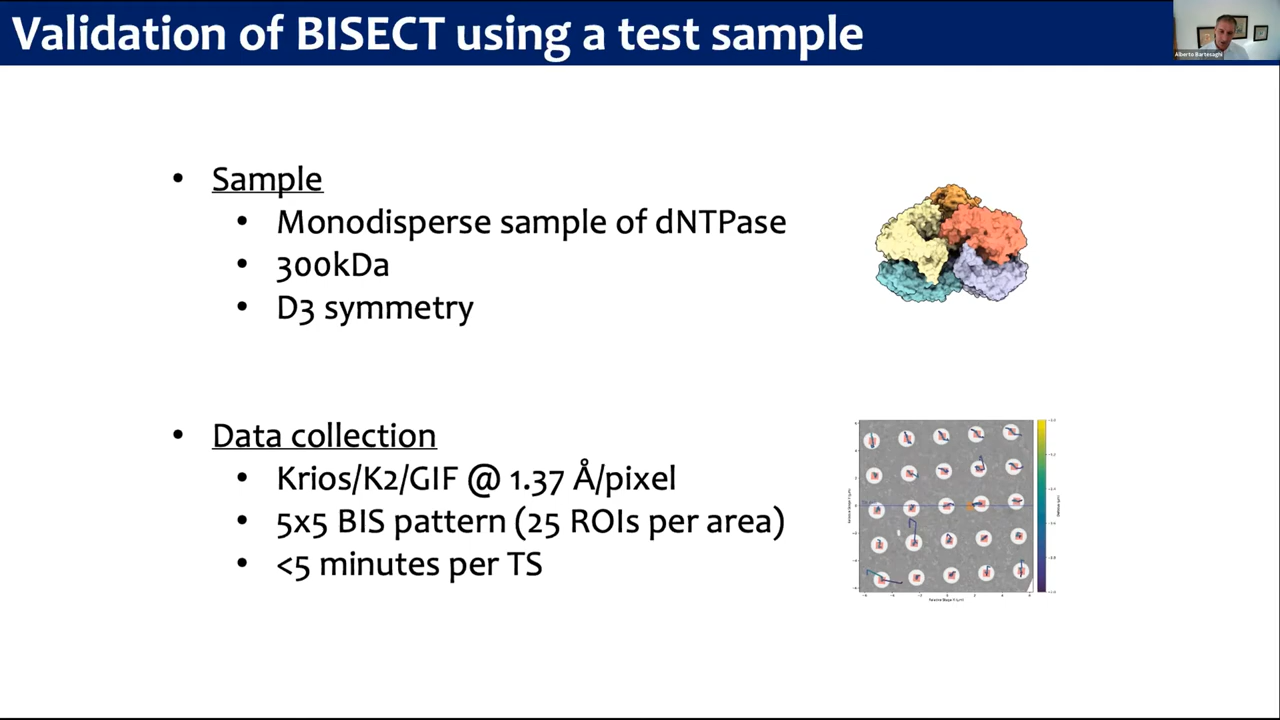 Validation of BISECT using a test sample
Alberto Bartesaghi
• Sample
• Monodisperse sample of dNTPase
• 300kDa
• D3 symmetry
• Data collection
• Krios/K2/GIF @ 1.37 Å/pixel
• 5x5 BIS pattern (25 ROIs per area)
• <5 minutes per TS